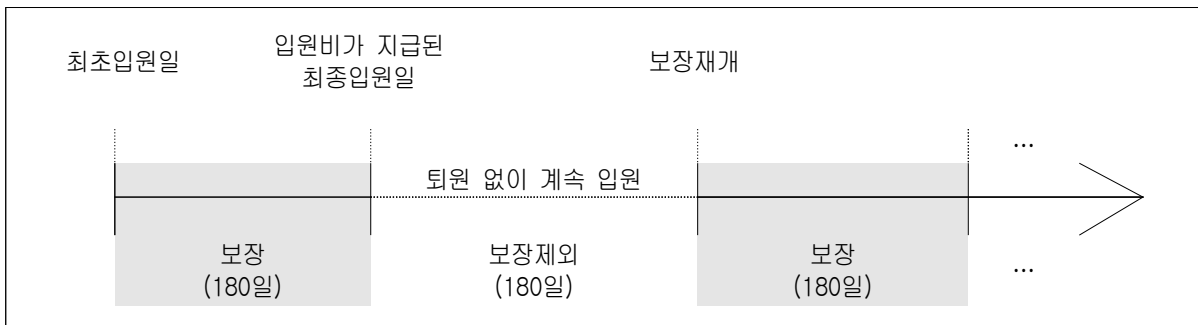 최초입원일
입원비가 지급된
최종입원일
보장재개
...
퇴원 없이 계속 입원
보장
(180일)
보장제외
(180일)
보장
(180일)
...